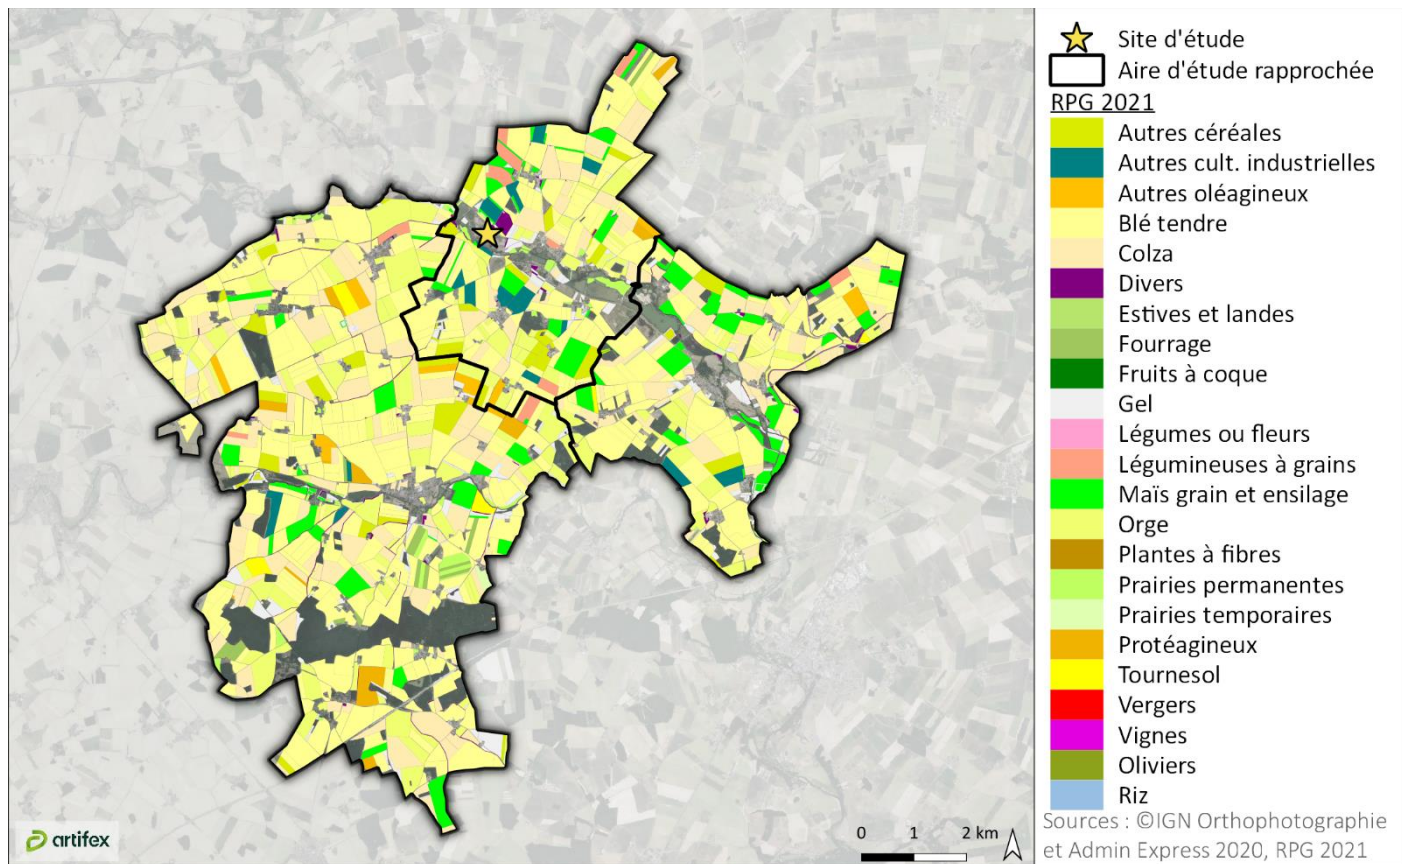 Site d'étude
Aire d'étude rapprochée
RPG 2021
Autres céréales
Autres cult. industrielles
Autres oléagineux
Blé tendre
Colza
Divers
Estives et landes
Fourrage
Fruits à coque
Gel
Légumes ou fleurs
Légumineuses à grains
Maïs grain et ensilage
Orge
Plantes à fibres
Prairies permanentes
Prairies temporaires
Protéagineux
Tournesol
Vergers
Vignes
Oliviers
Riz
Sources : ©IGN Orthophotographie
et Admin Express 2020, RPG 2021
artifex
0 1 2 km